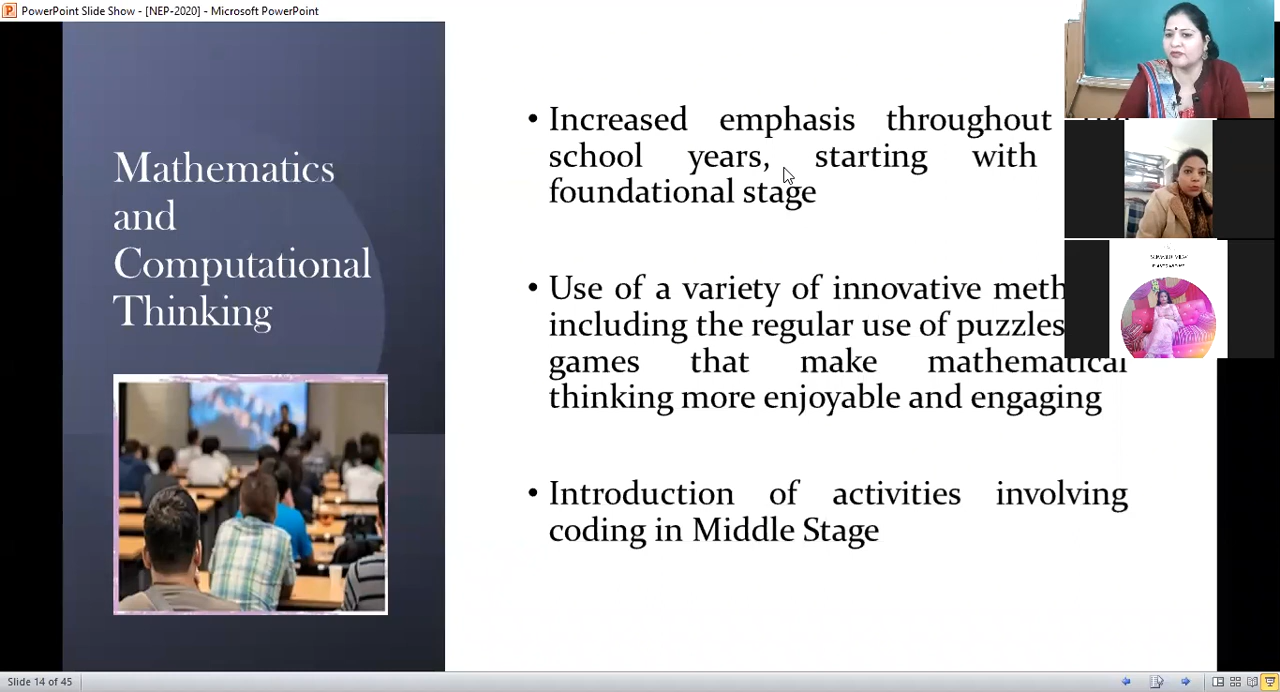 PowerPoint Slide Show - [NEP-2020] - Microsoft PowerPoint
Mathematics
and
Computational
Thinking
• Increased emphasis throughout
school years, starting with
foundational stage
• Use of a variety of innovative meth
including the regular use of puzzles
games that make mathematical
thinking more enjoyable and engaging
• Introduction of activities involving
coding in Middle Stage
Slide 14 of 45